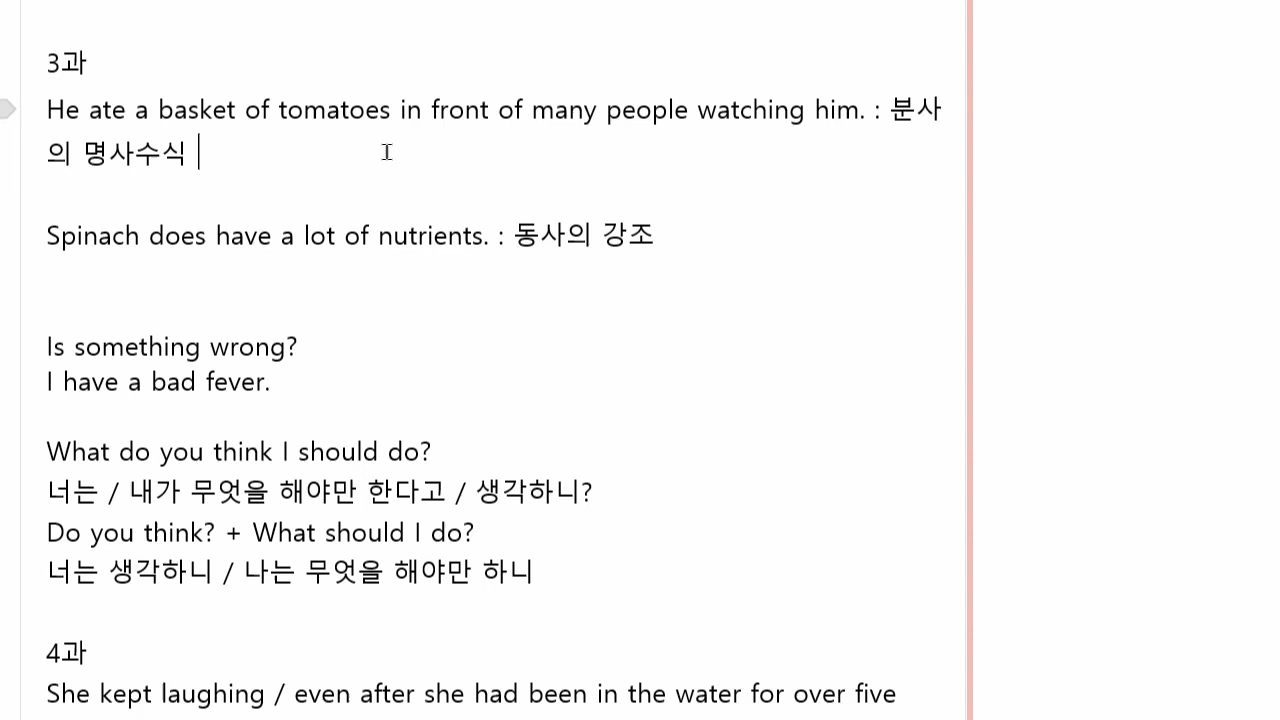 3과
He ate a basket of tomatoes in front of many people watching him. : 분사
의 명사수식
Spinach does have a lot of nutrients. : 동사의 강조
Is something wrong?
I have a bad fever.
What do you think I should do?
너는 / 내가 무엇을 해야만 한다고 / 생각하니?
Do you think? + What should I do?
너는 생각하니 / 나는 무엇을 해야만 하니
4과
She kept laughing / even after she had been in the water for over five